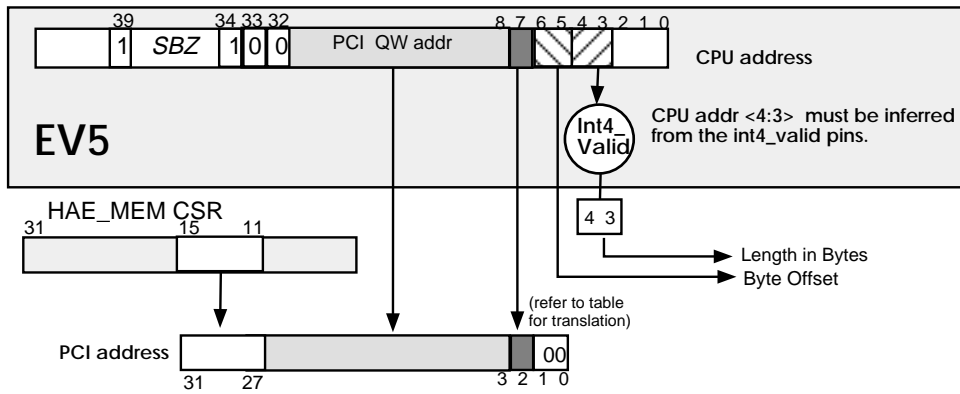 39 34 33 32 8 7 6 5 4 3 2 1 0
1 SBZ 1 0 0 PCI QW addr
CPU address
EV5
Int4_
Valid
CPU addr <4:3> must be inferred
from the int4_valid pins.
4 3
HAE_MEM CSR
31 15 11
Length in Bytes
Byte Offset
(refer to table
for translation)
PCI address
00
31 27 3 2 1 0